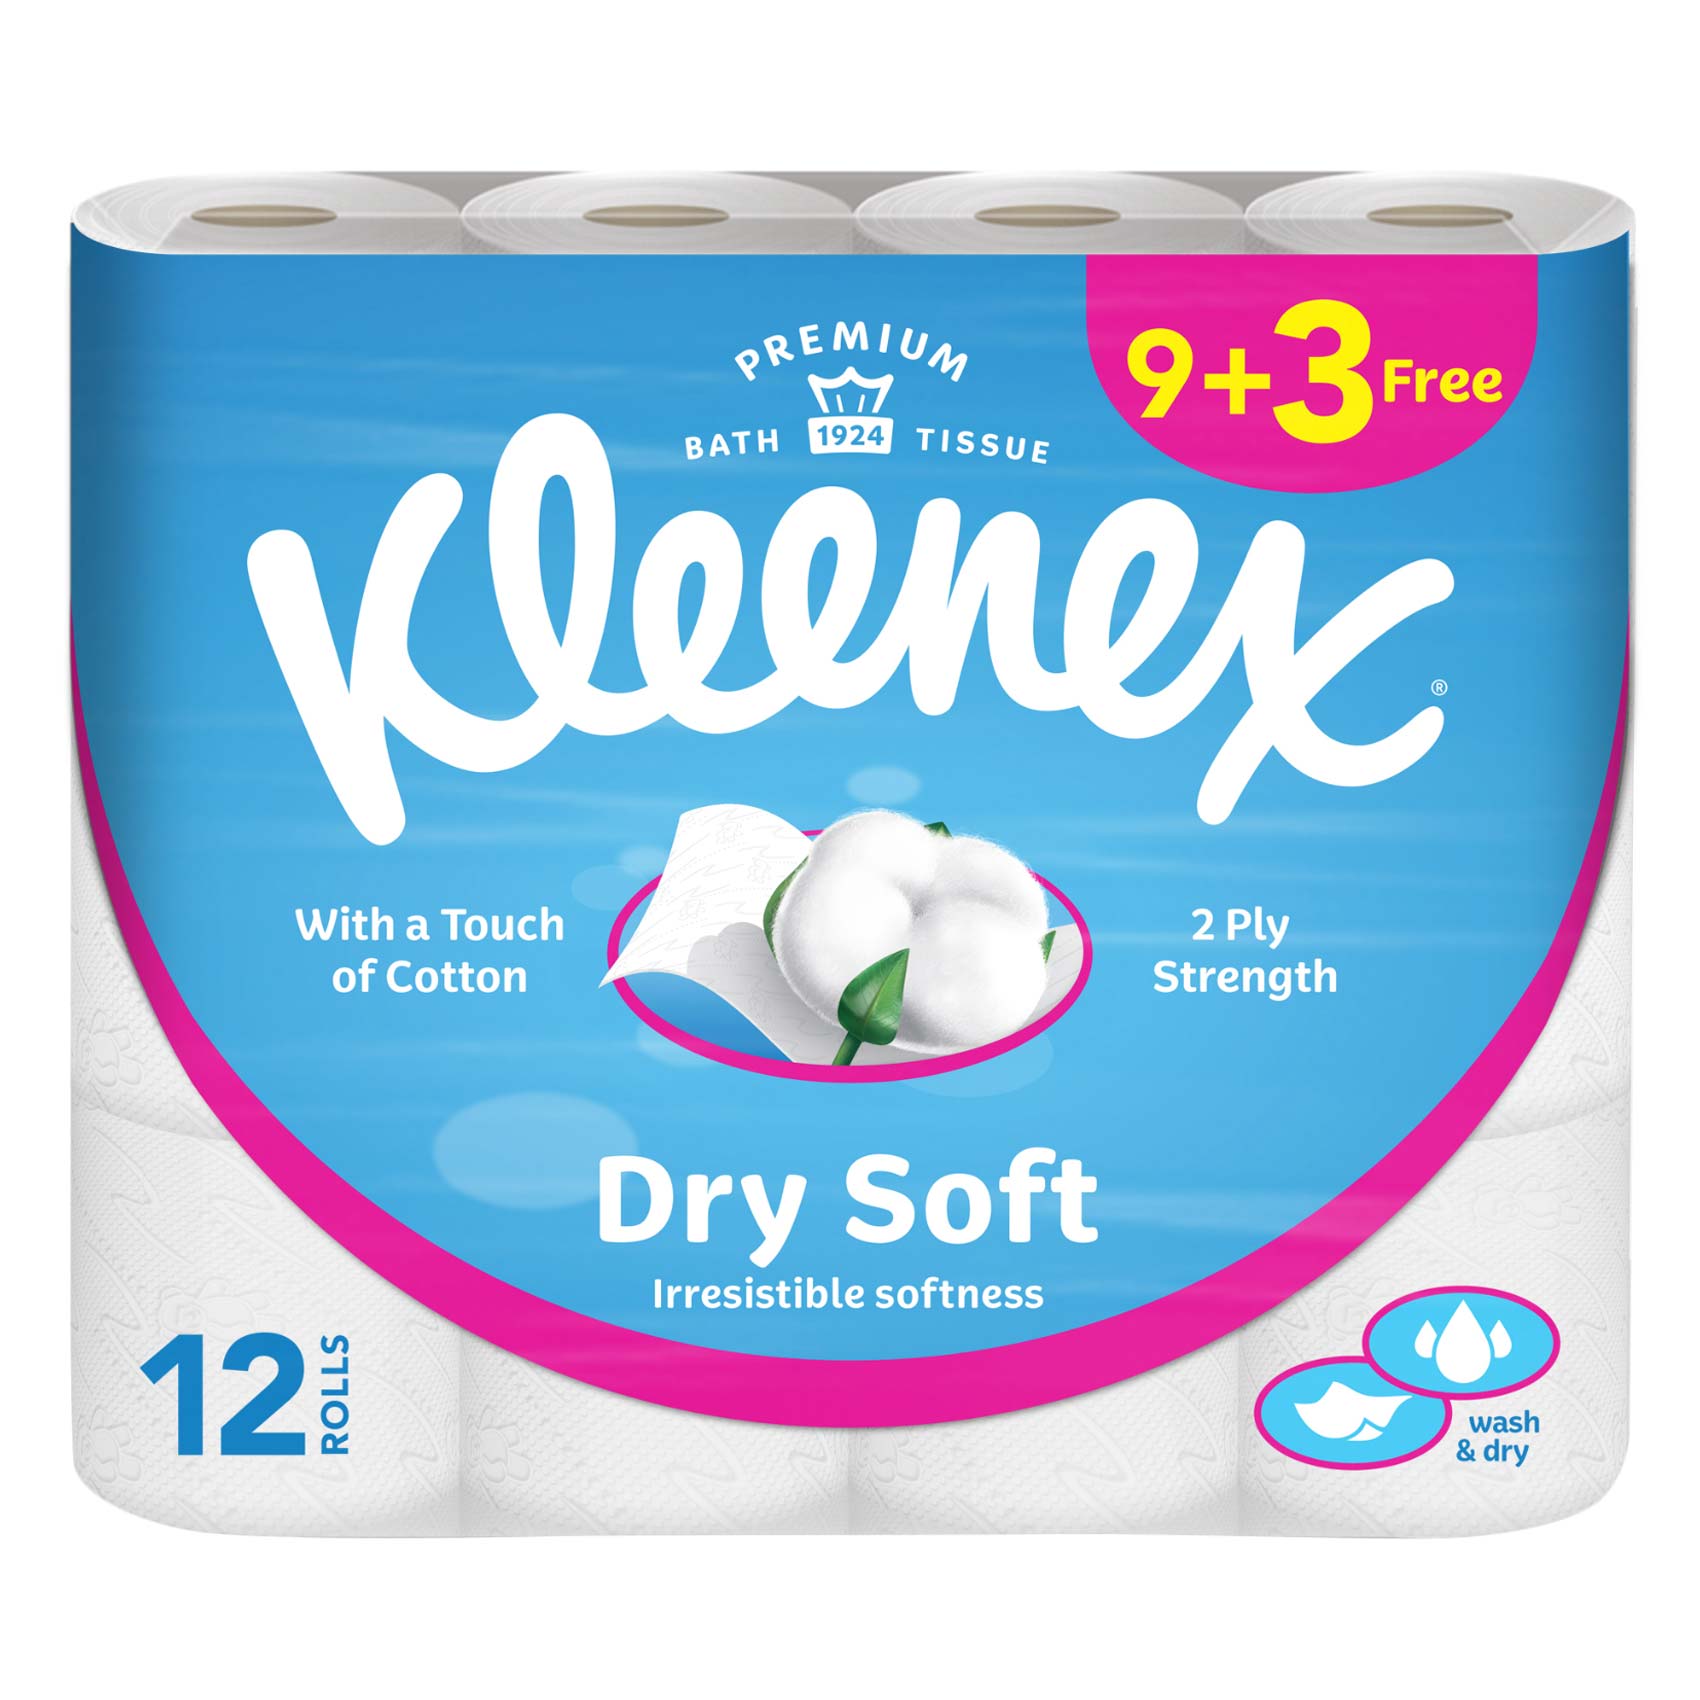 PREMIUM
BATH 1924 TISSUE
9+3 Free
Kleenex®
With a Touch
of Cotton
2 Ply
Strength
Dry Soft
Irresistible softness
12 ROLLS
wash
& dry